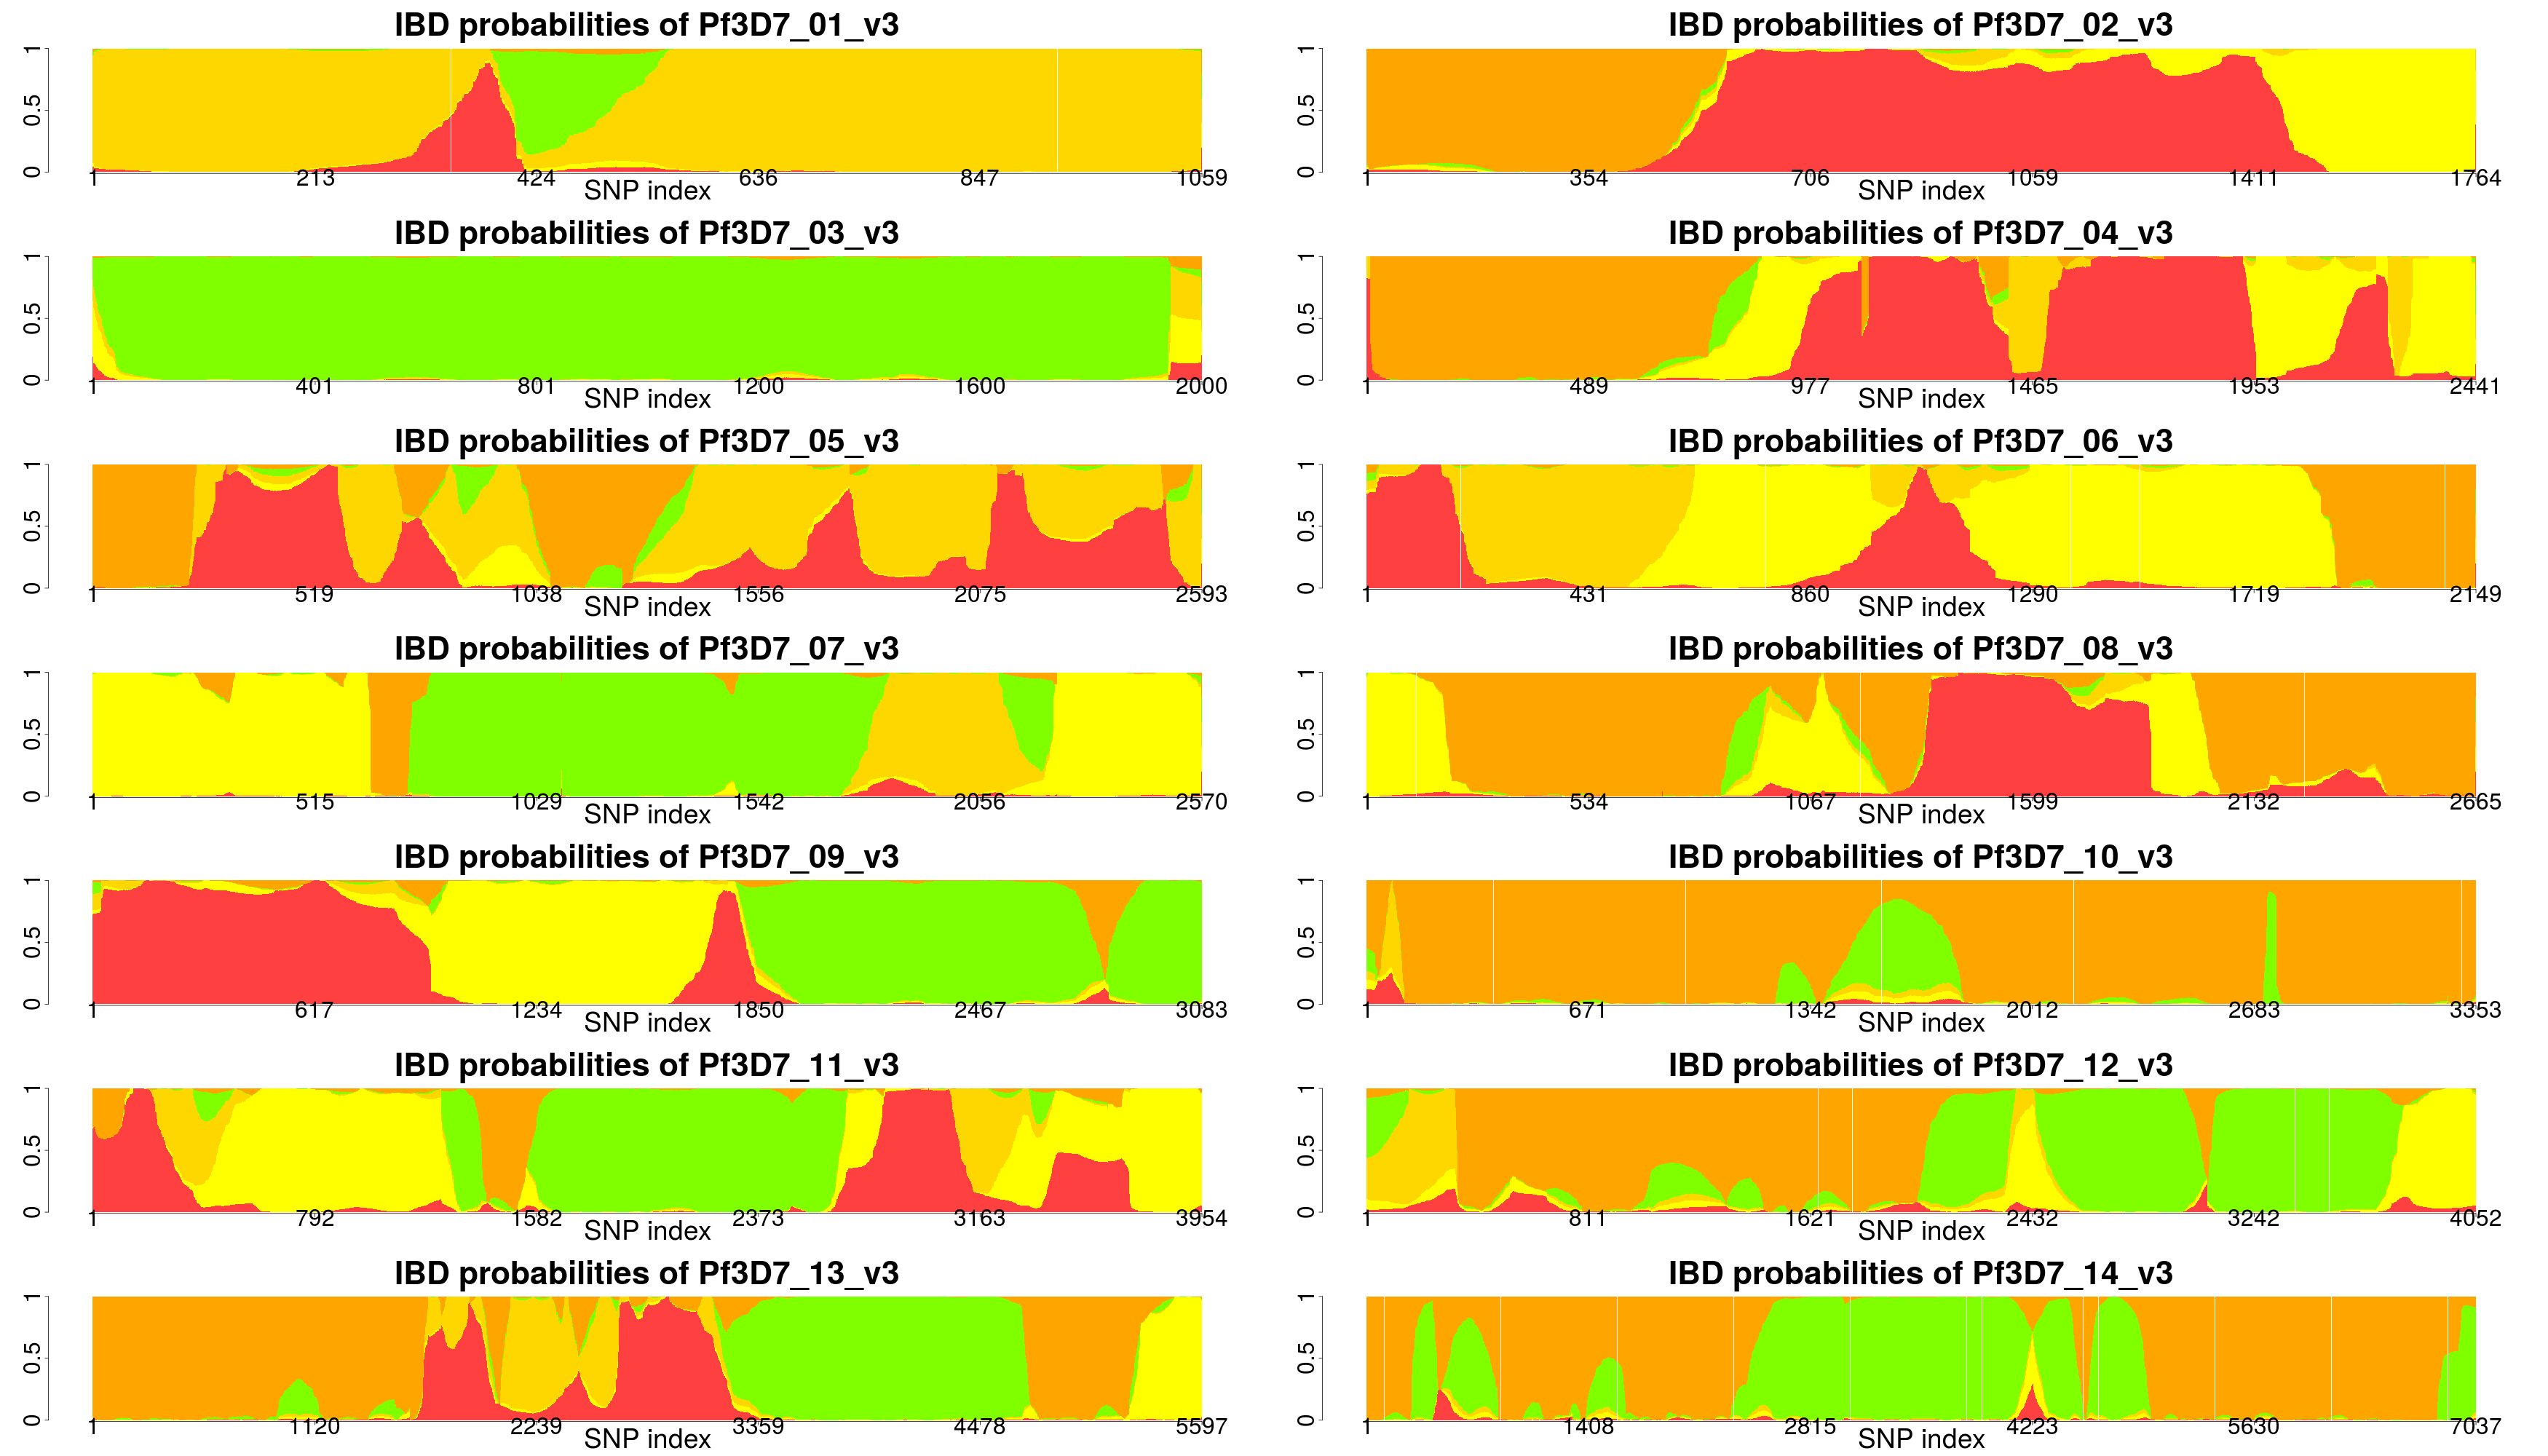 IBD probabilities of Pf3D7_01_v3
1
0.5
0
1 213 424 636 847 1059
SNP index
IBD probabilities of Pf3D7_02_v3
1
0.5
0
1 354 706 1059 1411 1764
SNP index
IBD probabilities of Pf3D7_03_v3
1
0.5
0
1 401 801 1200 1600 2000
SNP index
IBD probabilities of Pf3D7_04_v3
1
0.5
0
1 489 977 1465 1953 2441
SNP index
IBD probabilities of Pf3D7_05_v3
1
0.5
0
1 519 1038 1556 2075 2593
SNP index
IBD probabilities of Pf3D7_06_v3
1
0.5
0
1 431 860 1290 1719 2149
SNP index
IBD probabilities of Pf3D7_07_v3
1
0.5
0
1 515 1029 1542 2056 2570
SNP index
IBD probabilities of Pf3D7_08_v3
1
0.5
0
1 534 1067 1599 2132 2665
SNP index
IBD probabilities of Pf3D7_09_v3
1
0.5
0
1 617 1234 1850 2467 3083
SNP index
IBD probabilities of Pf3D7_10_v3
1
0.5
0
1 671 1342 2012 2683 3353
SNP index
IBD probabilities of Pf3D7_11_v3
1
0.5
0
1 792 1582 2373 3163 3954
SNP index
IBD probabilities of Pf3D7_12_v3
1
0.5
0
1 811 1621 2432 3242 4052
SNP index
IBD probabilities of Pf3D7_13_v3
1
0.5
0
1 1120 2239 3359 4478 5597
SNP index
IBD probabilities of Pf3D7_14_v3
1
0.5
0
1 1408 2815 4223 5630 7037
SNP index